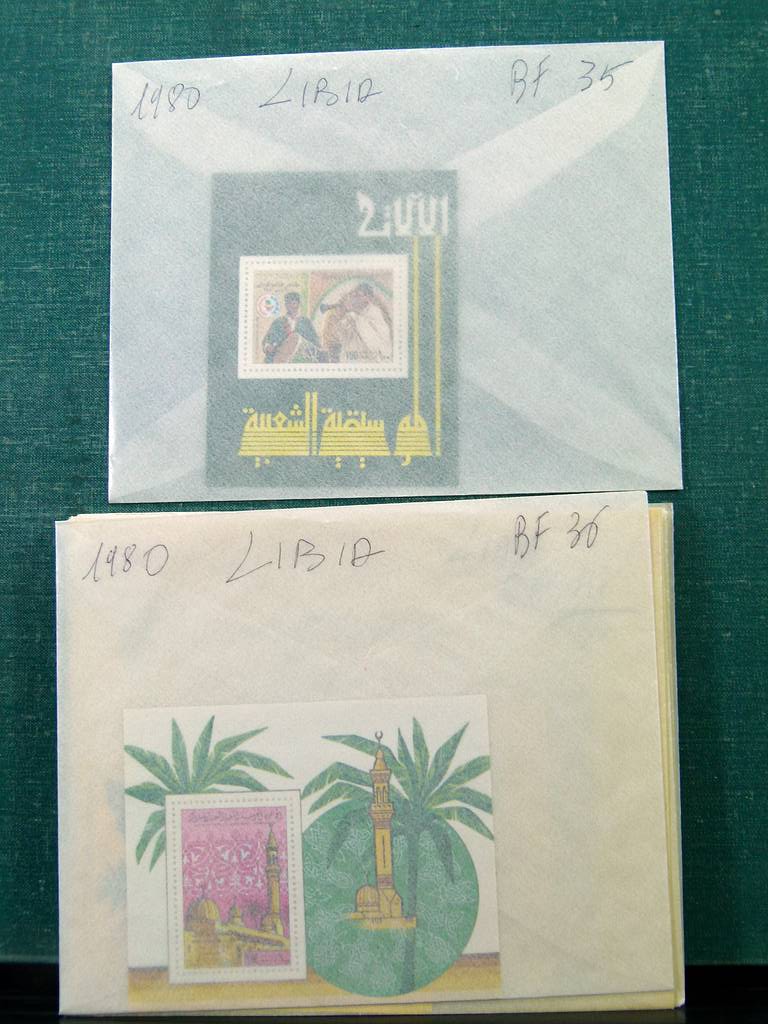 1980 LIBIA BF 35
الآلات
الموسيقية الشعبية
1980 LIBIA BF 36